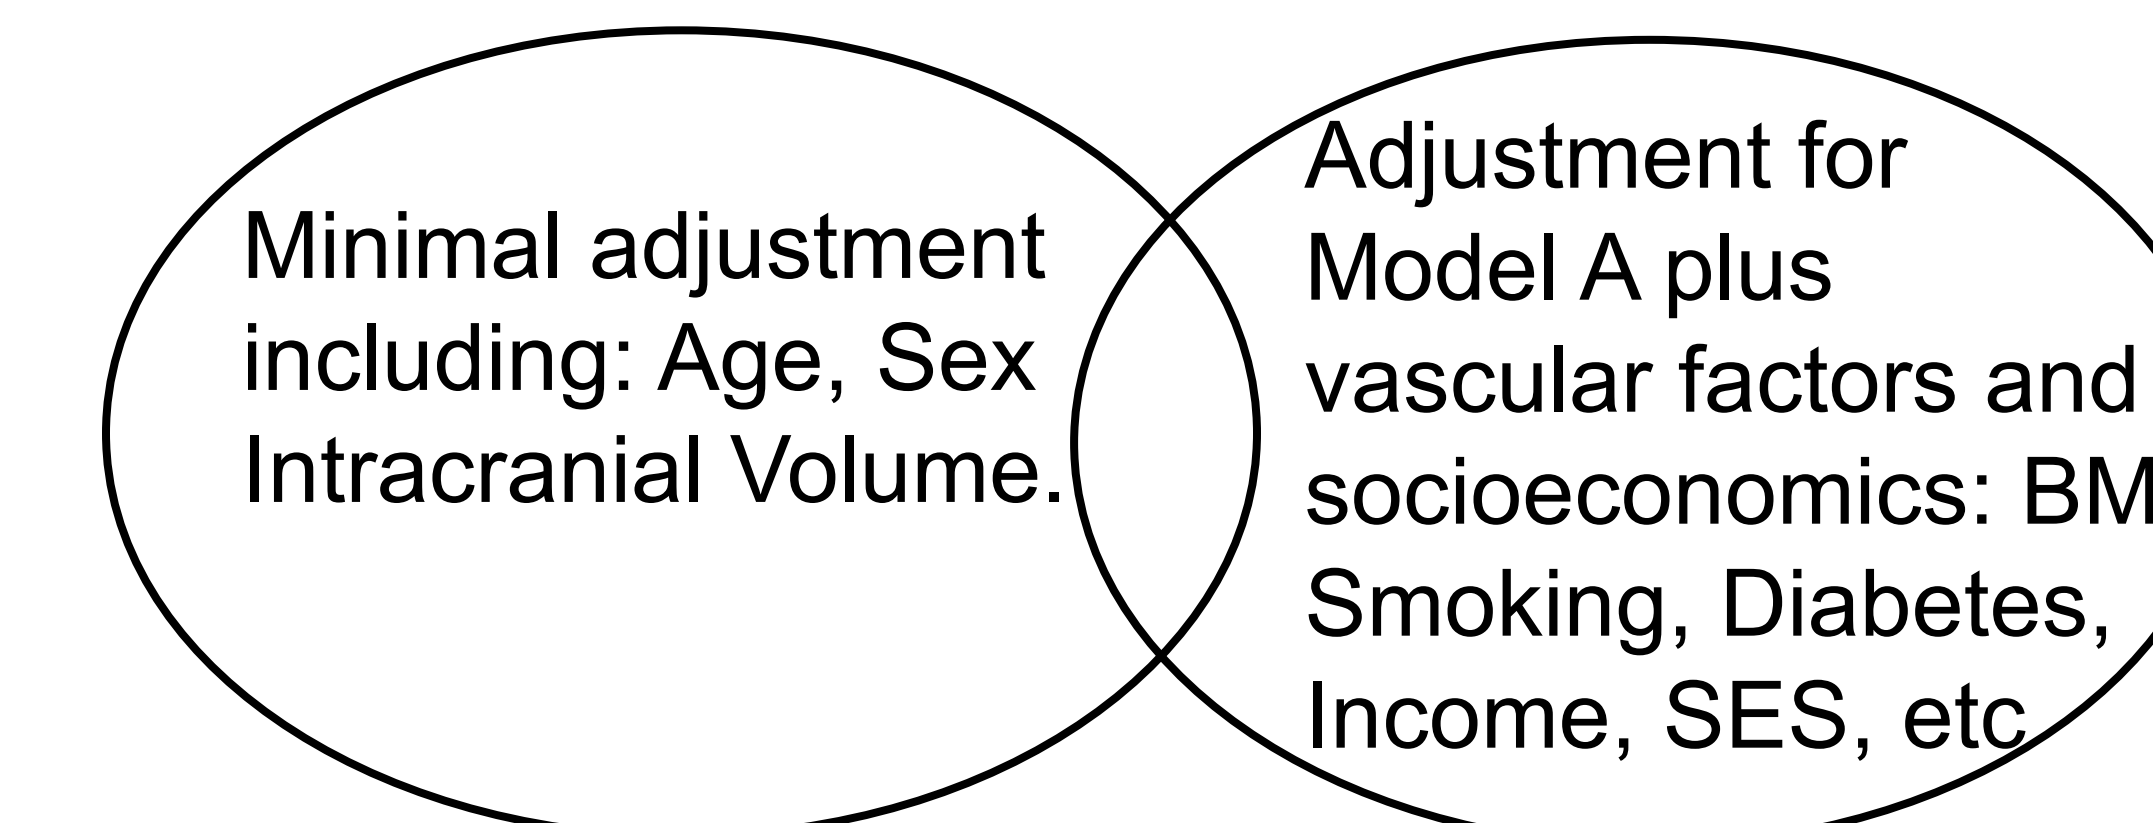 Minimal adjustment
including: Age, Sex
Intracranial Volume.
Adjustment for
Model A plus
vascular factors and
socioeconomics: BM
Smoking, Diabetes,
Income, SES, etc